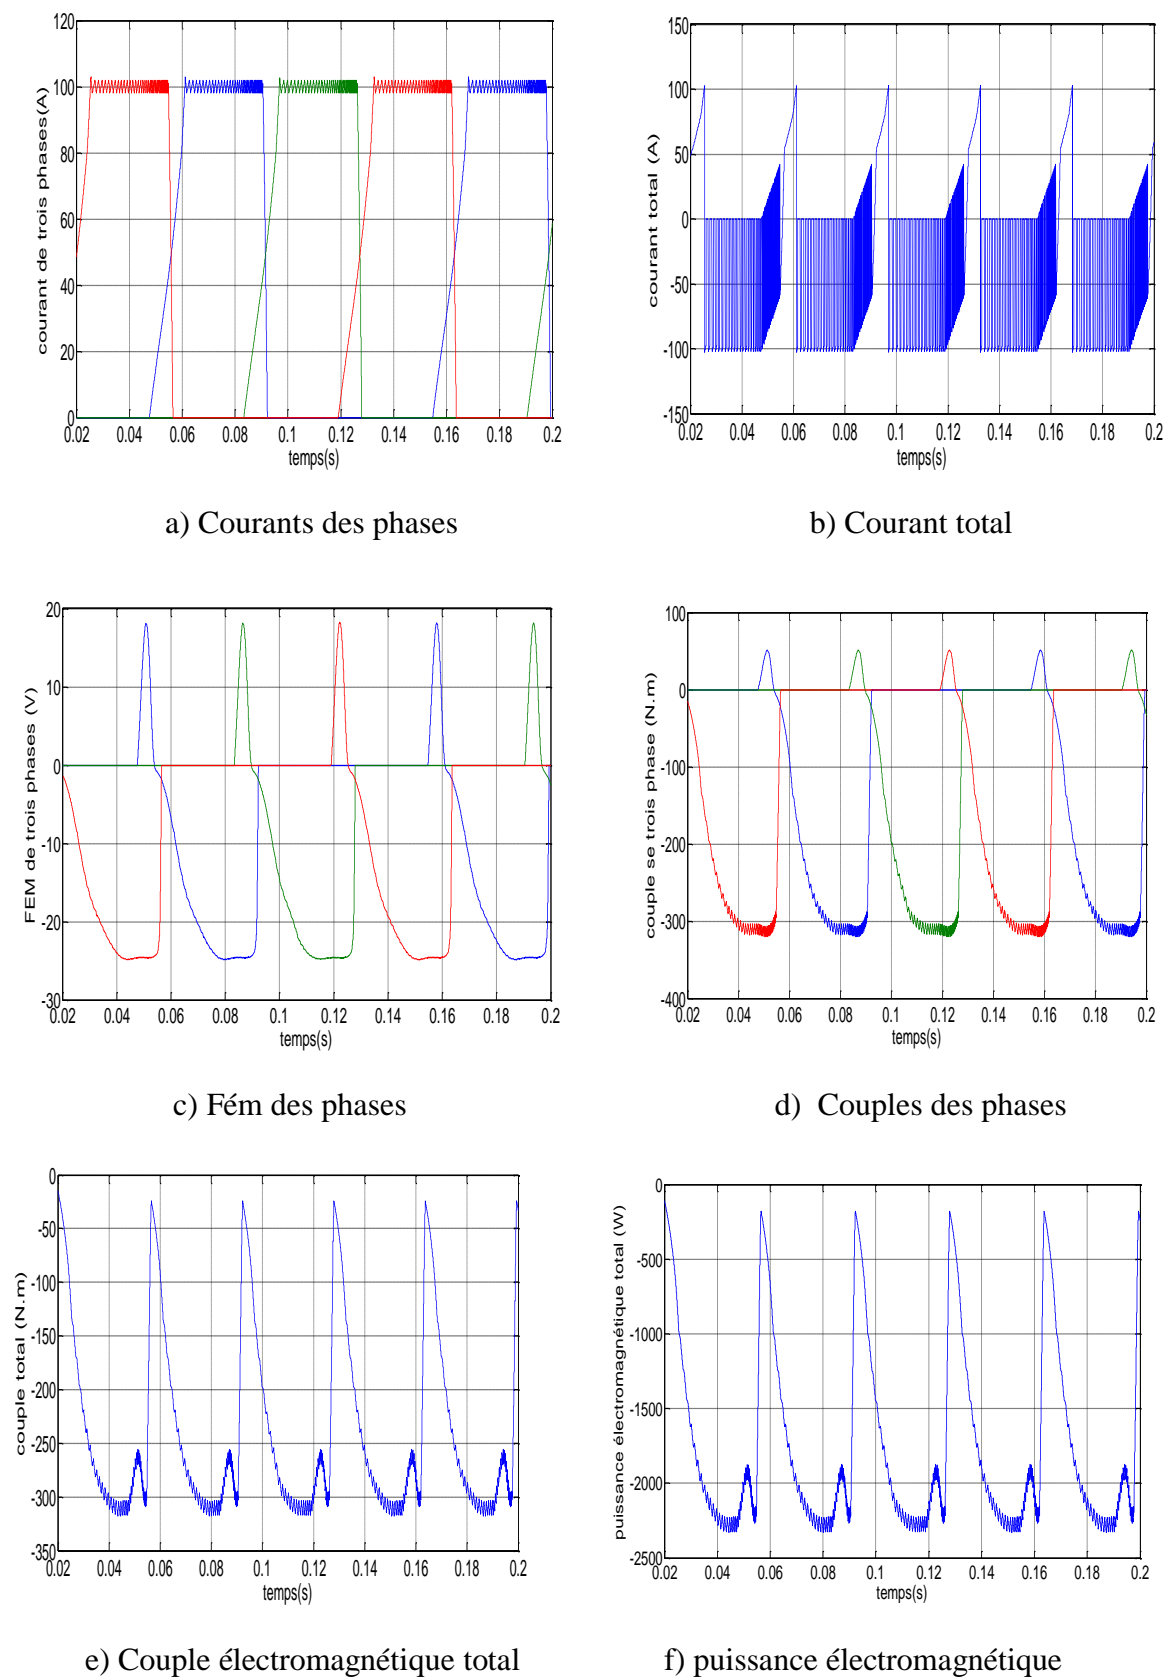 120
100
80
60
40
20
0
courant de trois phases(A)
0.02 0.04 0.06 0.08 0.1 0.12 0.14 0.16 0.18 0.2
temps(s)
150
100
50
0
-50
-100
-150
courant total (A)
0.02 0.04 0.06 0.08 0.1 0.12 0.14 0.16 0.18 0.2
temps(s)
a) Courants des phases
b) Courant total
20
10
0
-10
-20
-30
FEM de trois phases (V)
0.02 0.04 0.06 0.08 0.1 0.12 0.14 0.16 0.18 0.2
temps(s)
100
0
-100
-200
-300
-400
couple se trois phase (N.m)
0.02 0.04 0.06 0.08 0.1 0.12 0.14 0.16 0.18 0.2
temps(s)
c) Fém des phases
d) Couples des phases
0
-50
-100
-150
-200
-250
-300
-350
couple total (N.m)
0.02 0.04 0.06 0.08 0.1 0.12 0.14 0.16 0.18 0.2
temps(s)
0
-500
-1000
-1500
-2000
-2500
puissance électromagnétique total (W)
0.02 0.04 0.06 0.08 0.1 0.12 0.14 0.16 0.18 0.2
temps(s)
e) Couple électromagnétique total
f) puissance électromagnétique